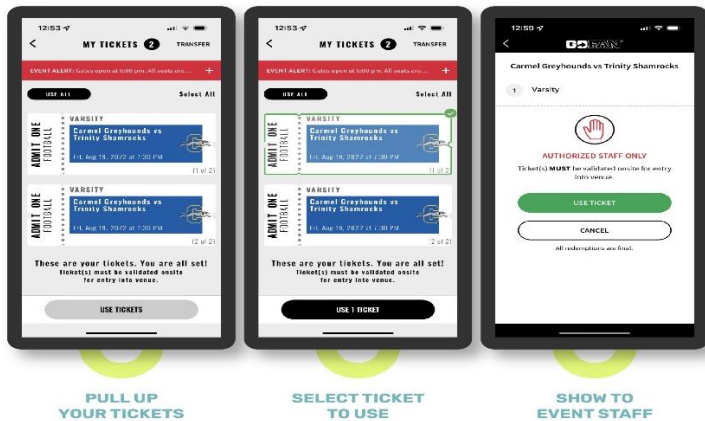 12:53
MY TICKETS 2 TRANSFER
EVENT ALERT: Gates open at 6:00 pm. All seats are... +
USE ALL Select All
VARSITY
ADMIT ONE
FOOTBALL
Carmel Greyhounds vs
Trinity Shamrocks
Fri, Aug 19, 2022 at 7:30 PM
(1 of 2)
VARSITY
ADMIT ONE
FOOTBALL
Carmel Greyhounds vs
Trinity Shamrocks
Fri, Aug 19, 2022 at 7:30 PM
(2 of 2)
These are your tickets. You are all set!
Ticket(s) must be validated onsite
for entry into venue.
USE TICKETS
PULL UP
YOUR TICKETS
12:53
MY TICKETS 2 TRANSFER
EVENT ALERT: Gates open at 6:00 pm. All seats are... +
USE ALL Select All
VARSITY
ADMIT ONE
FOOTBALL
Carmel Greyhounds vs
Trinity Shamrocks
Fri, Aug 19, 2022 at 7:30 PM
(1 of 2)
VARSITY
ADMIT ONE
FOOTBALL
Carmel Greyhounds vs
Trinity Shamrocks
Fri, Aug 19, 2022 at 7:30 PM
(2 of 2)
These are your tickets. You are all set!
Ticket(s) must be validated onsite
for entry into venue.
USE 1 TICKET
SELECT TICKET
TO USE
12:59
GOFAN
Carmel Greyhounds vs Trinity Shamrocks
1 Varsity
AUTHORIZED STAFF ONLY
Ticket(s) MUST be validated onsite for entry
into venue.
USE TICKET
CANCEL
All redemptions are final.
SHOW TO
EVENT STAFF